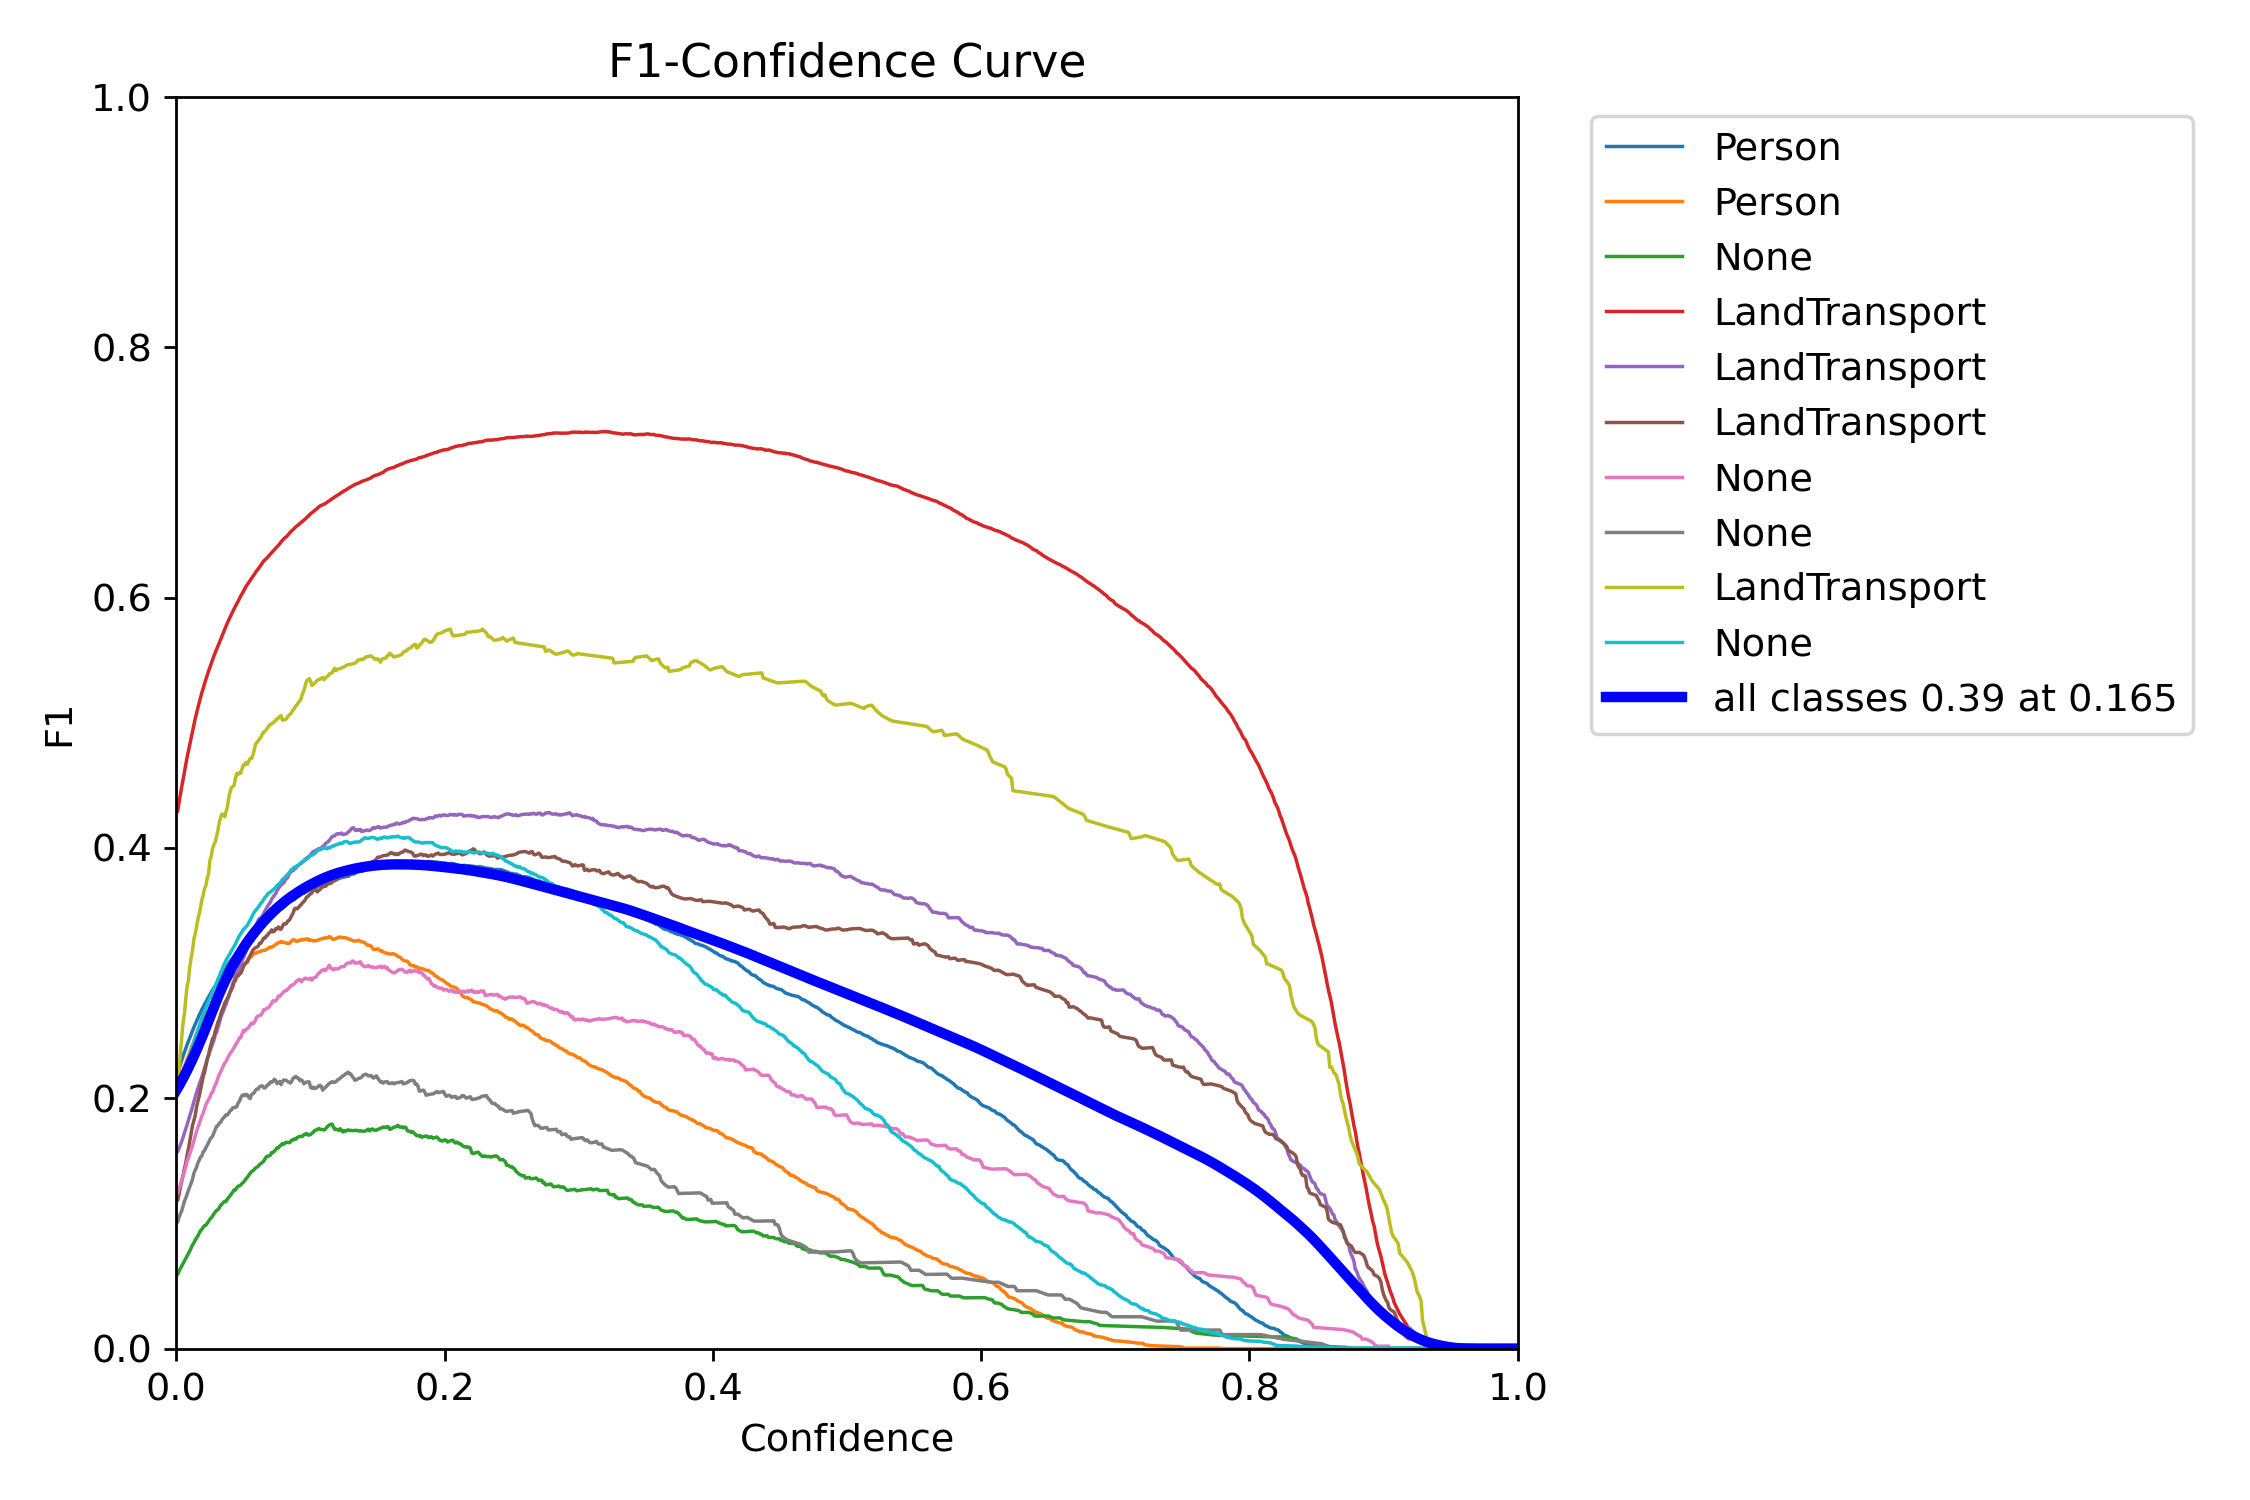 F1-Confidence Curve
1.0
0.8
0.6
0.4
0.2
0.0
F1
0.0 0.2 0.4 0.6 0.8 1.0
Confidence
Person
Person
None
LandTransport
LandTransport
LandTransport
None
None
LandTransport
None
all classes 0.39 at 0.165